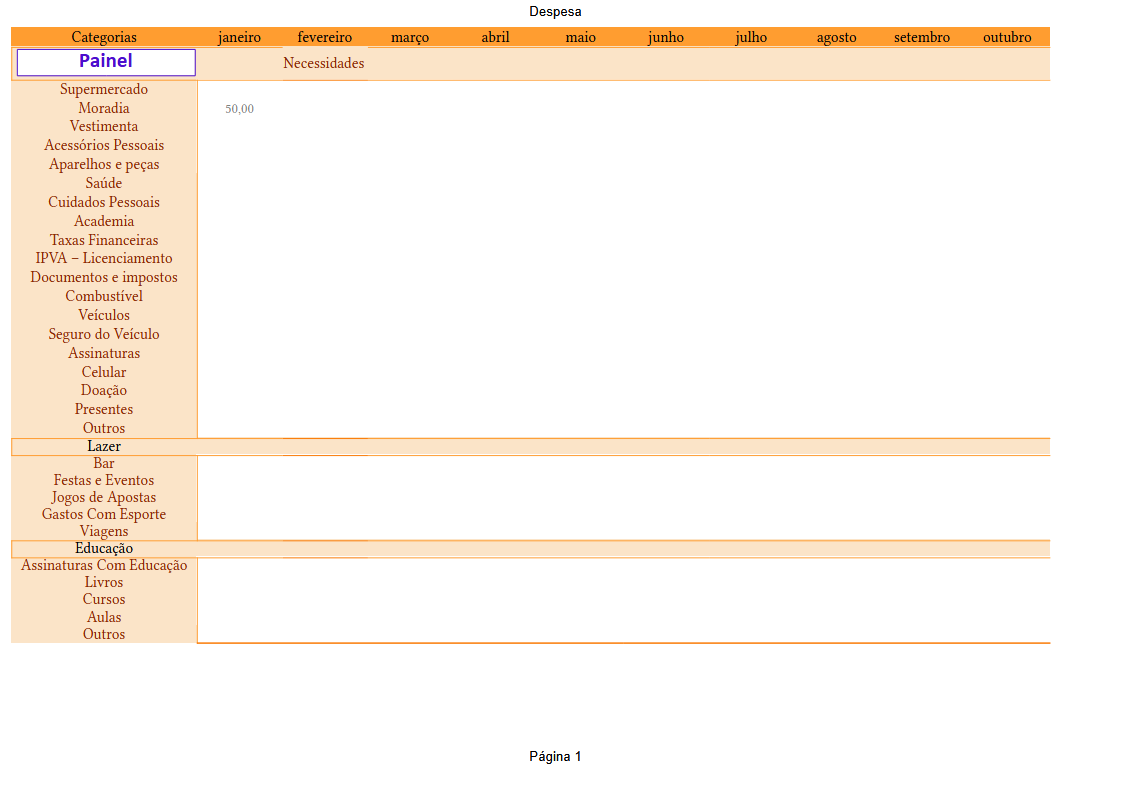 Despesa
Categorias janeiro fevereiro março abril maio junho julho agosto setembro outubro
Painel
Necessidades
Supermercado
Moradia 50,00
Vestimenta
Acessórios Pessoais
Aparelhos e peças
Saúde
Cuidados Pessoais
Academia
Taxas Financeiras
IPVA – Licenciamento
Documentos e impostos
Combustível
Veículos
Seguro do Veículo
Assinaturas
Celular
Doação
Presentes
Outros
Lazer
Bar
Festas e Eventos
Jogos de Apostas
Gastos Com Esporte
Viagens
Educação
Assinaturas Com Educação
Livros
Cursos
Aulas
Outros
Página 1